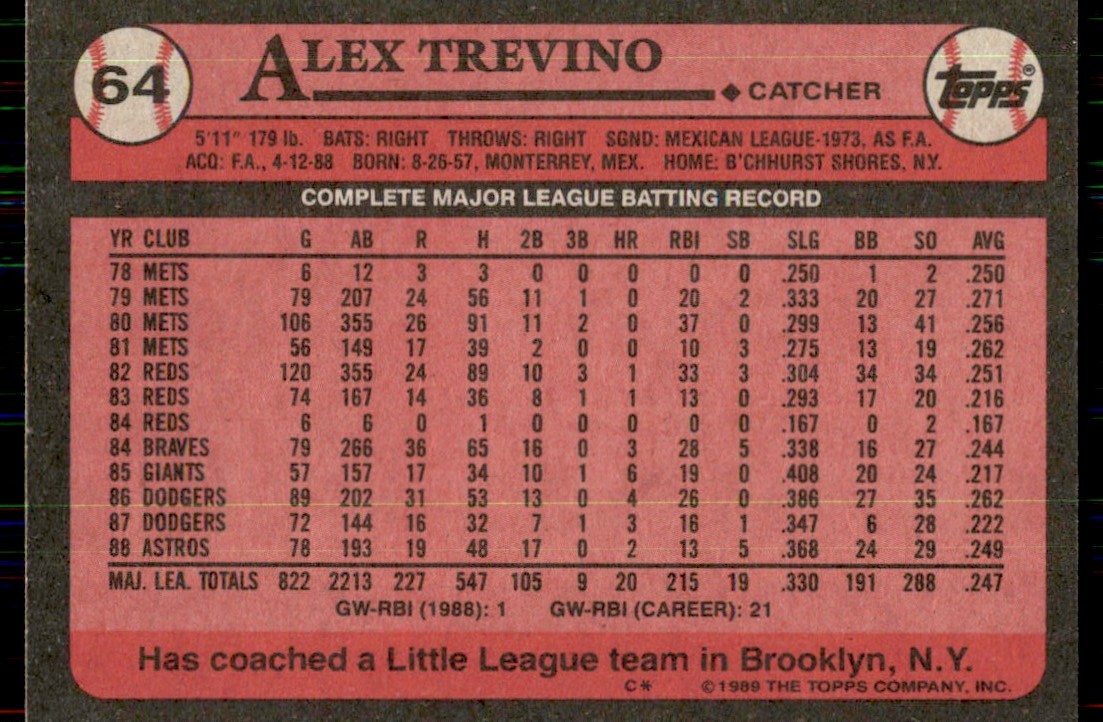 64
ALEX TREVINO
◆ CATCHER
TOPPS®
5'11" 179 lb. BATS: RIGHT THROWS: RIGHT SGND: MEXICAN LEAGUE-1973, AS F.A.
ACQ: F.A., 4-12-88 BORN: 8-26-57, MONTERREY, MEX. HOME: B'CHHURST SHORES, N.Y.
COMPLETE MAJOR LEAGUE BATTING RECORD
YR CLUB G AB R H 2B 3B HR RBI SB SLG BB SO AVG
78 METS 6 12 3 3 0 0 0 0 0 .250 1 2 .250
79 METS 79 207 24 56 11 1 0 20 2 .333 20 27 .271
80 METS 106 355 26 91 11 2 0 37 0 .299 13 41 .256
81 METS 56 149 17 39 2 0 0 10 3 .275 13 19 .262
82 REDS 120 355 24 89 10 3 1 33 3 .304 34 34 .251
83 REDS 74 167 14 36 8 1 1 13 0 .293 17 20 .216
84 REDS 6 6 0 1 0 0 0 0 0 .167 0 2 .167
84 BRAVES 79 266 36 65 16 0 3 28 5 .338 16 27 .244
85 GIANTS 57 157 17 34 10 1 6 19 0 .408 20 24 .217
86 DODGERS 89 202 31 53 13 0 4 26 0 .386 27 35 .262
87 DODGERS 72 144 16 32 7 1 3 16 1 .347 6 28 .222
88 ASTROS 78 193 19 48 17 0 2 13 5 .368 24 29 .249
MAJ. LEA. TOTALS 822 2213 227 547 105 9 20 215 19 .330 191 288 .247
GW-RBI (1988): 1 GW-RBI (CAREER): 21
Has coached a Little League team in Brooklyn, N.Y.
C* ©1989 THE TOPPS COMPANY, INC.